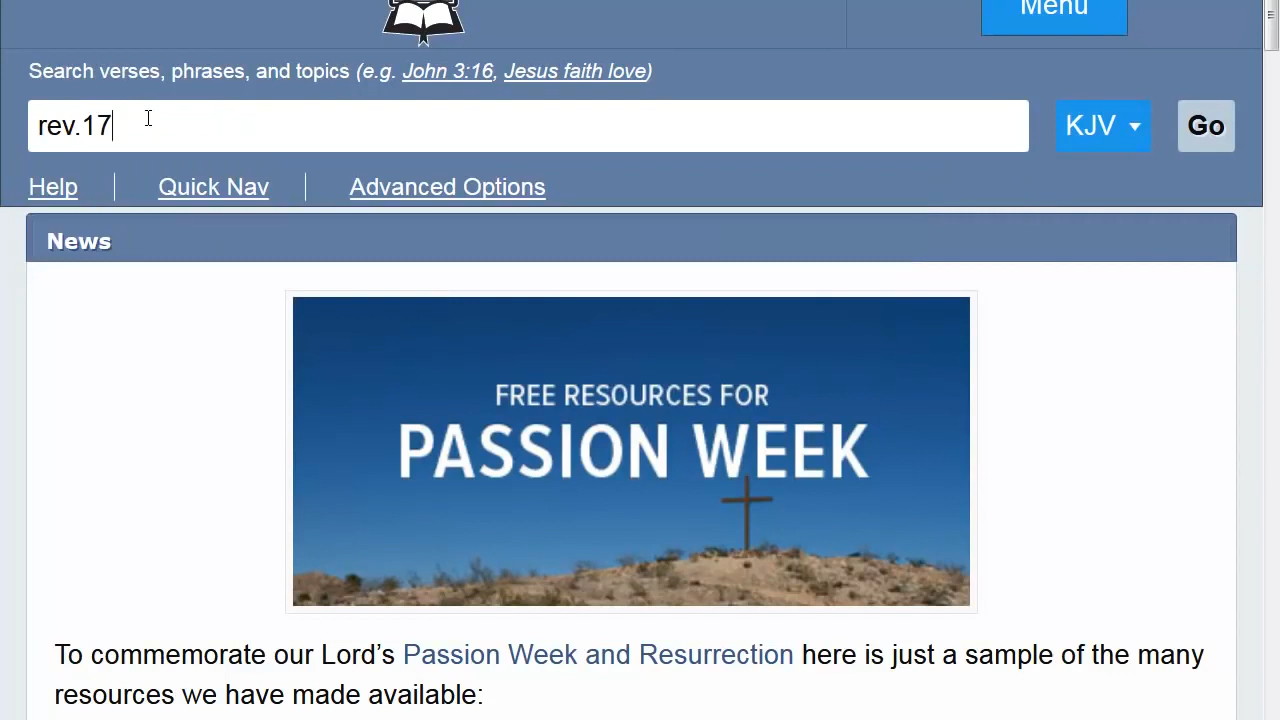 Menu
Search verses, phrases, and topics (e.g. John 3:16, Jesus faith love)
rev.17
KJV
Go
Help
Quick Nav
Advanced Options
News
FREE RESOURCES FOR
PASSION WEEK
To commemorate our Lord’s Passion Week and Resurrection here is just a sample of the many
resources we have made available: